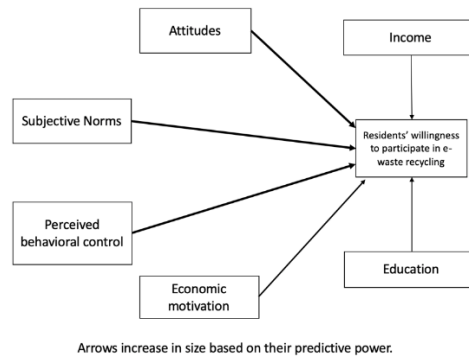 Attitudes
Income
Subjective Norms
Residents' willingness
to participate in e-
waste recycling
Perceived
behavioral control
Economic
motivation
Education
Arrows increase in size based on their predictive power.